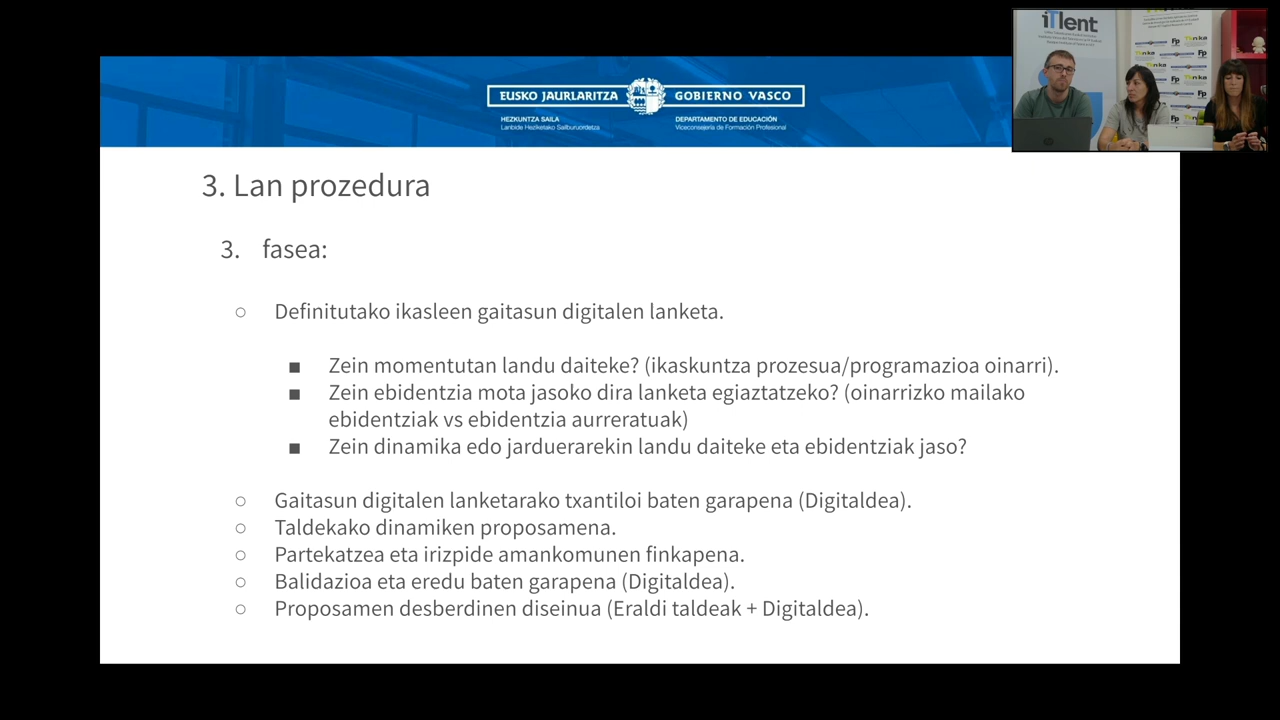 EUSKO JAURLARITZA
GOBIERNO VASCO
HEZKUNTZA SAILA
Lanbide Heziketako Sailburuordetza
DEPARTAMENTO DE EDUCACIÓN
Viceconsejería de Formación Profesional
iTlent
Tknika
Fp
3. Lan prozedura
3. fasea:
○ Definitutako ikasleen gaitasun digitalen lanketa.
■ Zein momentutan landu daiteke? (ikaskuntza prozesua/programazioa oinarri).
■ Zein ebidentzia mota jasoko dira lanketa egiaztatzeko? (oinarrizko mailako
ebidentziak vs ebidentzia aurreratuak)
■ Zein dinamika edo jarduerarekin landu daiteke eta ebidentziak jaso?
○ Gaitasun digitalen lanketarako txantiloi baten garapena (Digitaldea).
○ Taldekako dinamiken proposamena.
○ Partekatzea eta irizpide amankomunen finkapena.
○ Balidazioa eta eredu baten garapena (Digitaldea).
○ Proposamen desberdinen diseinua (Eraldi taldeak + Digitaldea).